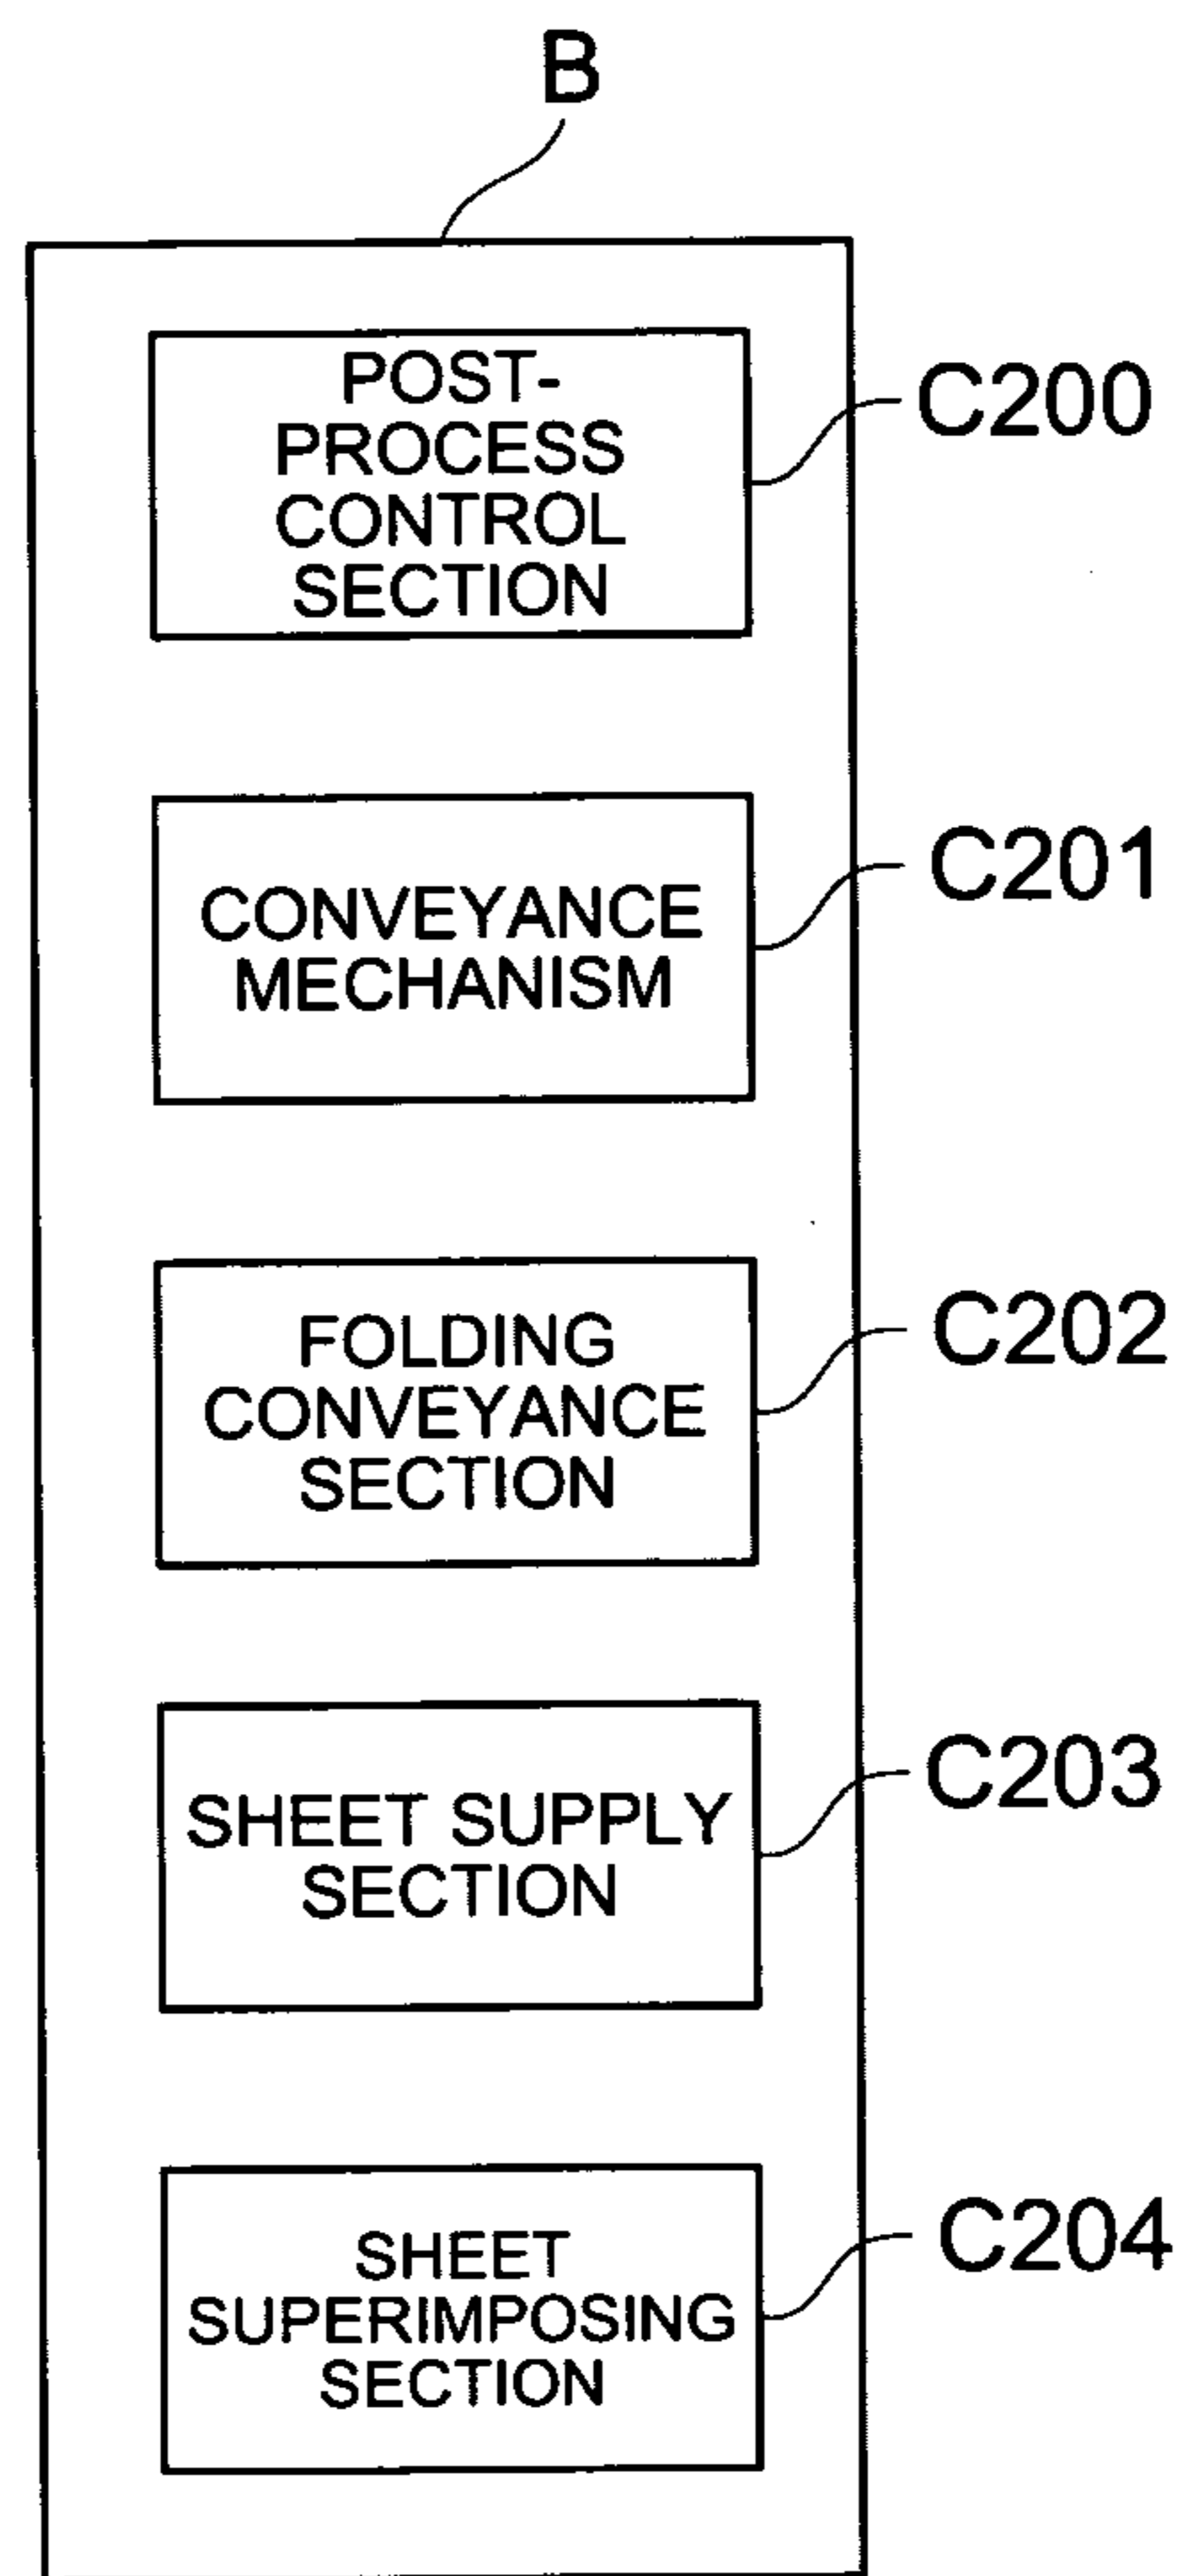 B
POST-
PROCESS
CONTROL
SECTION
C200
CONVEYANCE
MECHANISM
C201
FOLDING
CONVEYANCE
SECTION
C202
SHEET SUPPLY
SECTION
C203
SHEET
SUPERIMPOSING
SECTION
C204